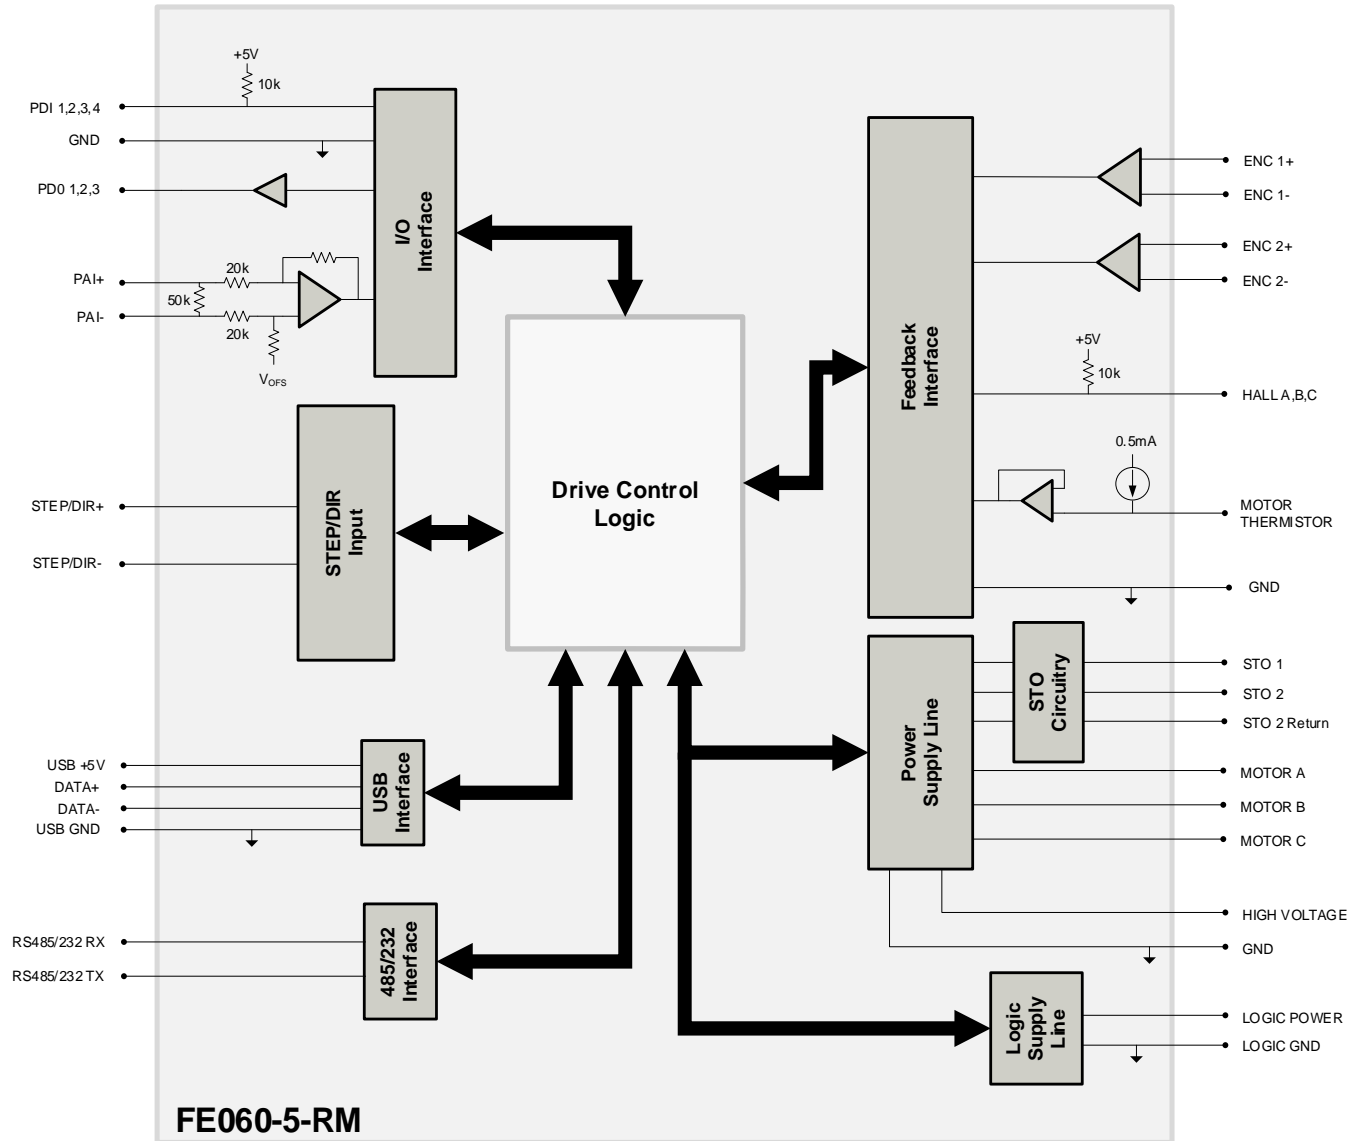 +5V
10k
PDI 1,2,3,4
GND
PD0 1,2,3
I/O
Interface
PAI+
20k
50k
PAI-
20k
VOFS
STEP/DIR+
STEP/DIR-
STEP/DIR
Input
Drive Control
Logic
USB +5V
DATA+
DATA-
USB GND
USB
Interface
RS485/232 RX
RS485/232 TX
485/232
Interface
Feedback
Interface
ENC 1+
ENC 1-
ENC 2+
ENC 2-
+5V
10k
HALL A,B,C
0.5mA
MOTOR
THERMISTOR
GND
Power
Supply Line
STO
Circuitry
STO 1
STO 2
STO 2 Return
MOTOR A
MOTOR B
MOTOR C
HIGH VOLTAGE
GND
Logic
Supply
Line
LOGIC POWER
LOGIC GND
FE060-5-RM